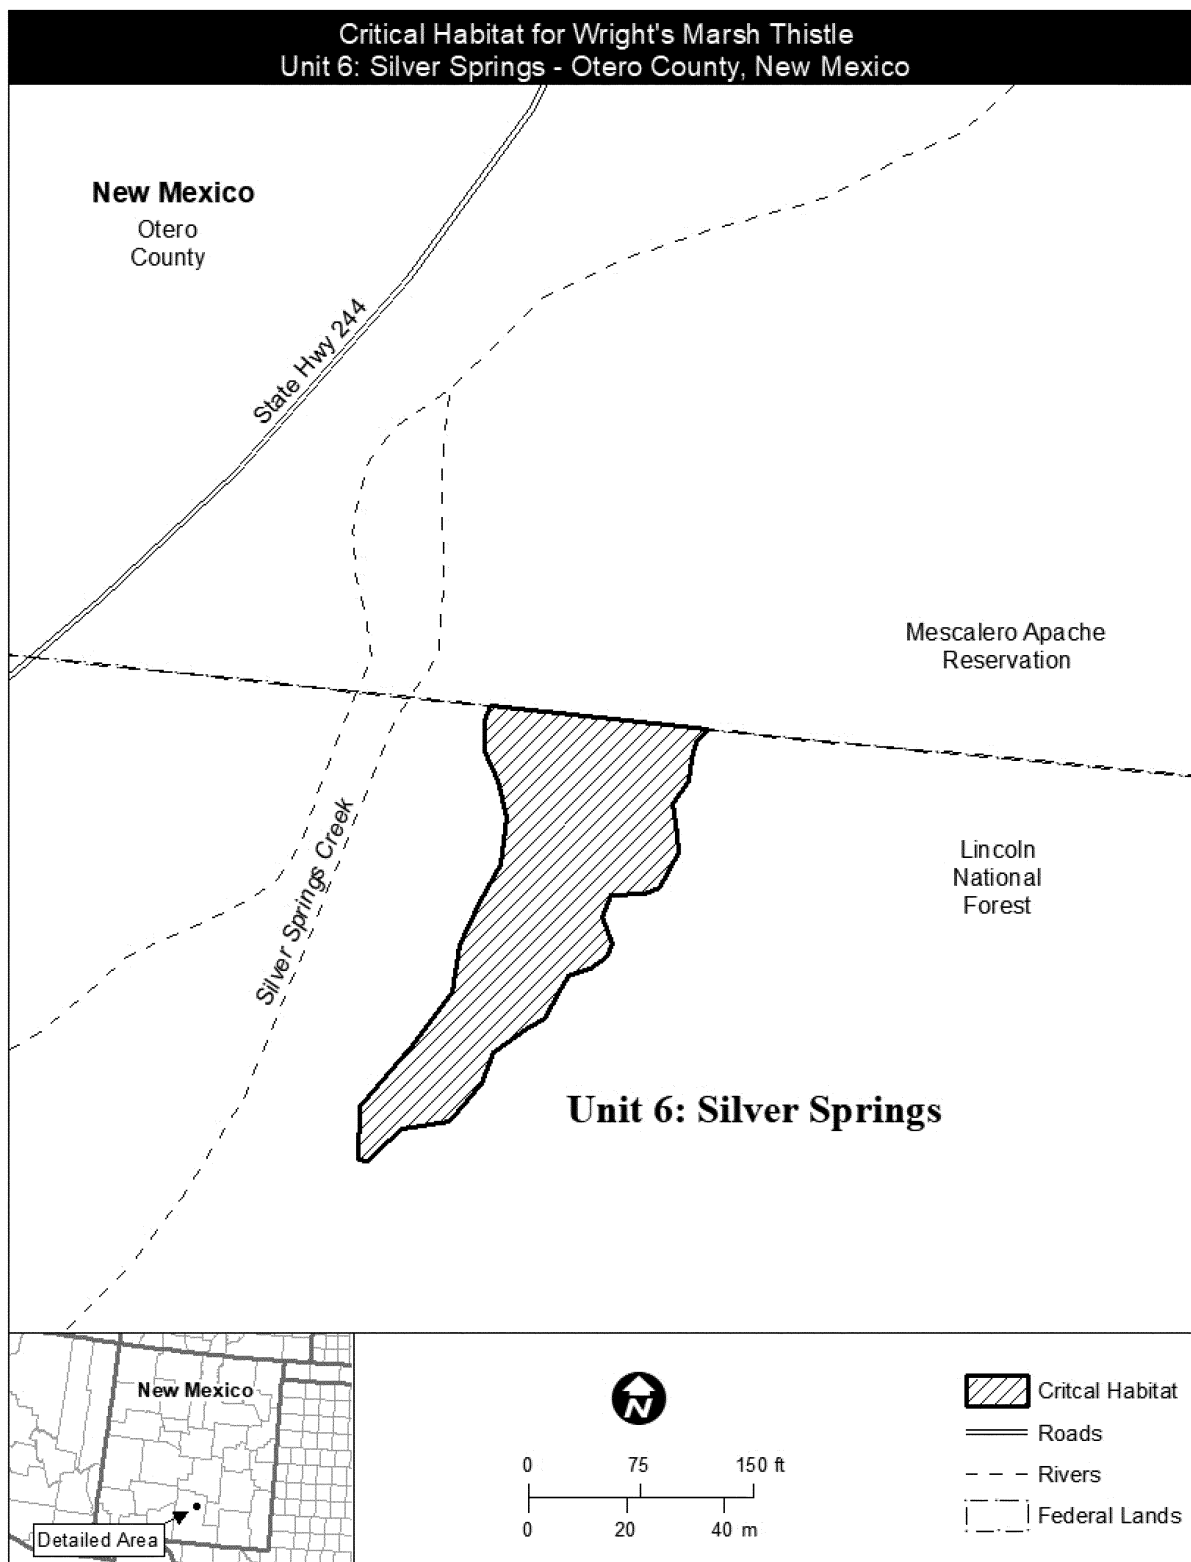 Critical Habitat for Wright's Marsh Thistle
Unit 6: Silver Springs - Otero County, New Mexico
New Mexico
Otero
County
State Hwy 244
Mescalero Apache
Reservation
Lincoln
National
Forest
Silver Springs Creek
Unit 6: Silver Springs
New Mexico
Detailed Area
N
0 75 150 ft
0 20 40 m
Critcal Habitat
Roads
Rivers
Federal Lands